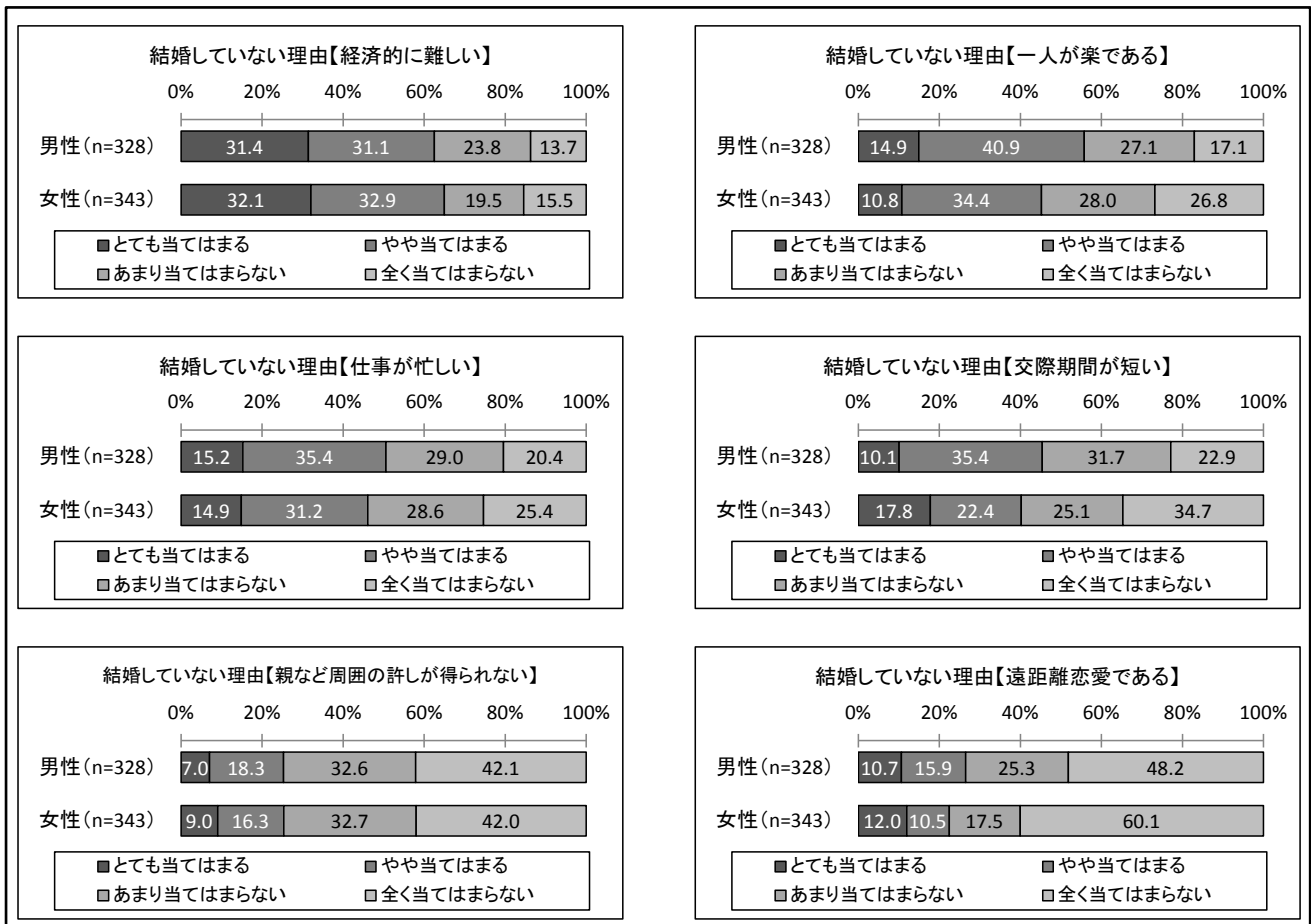 結婚していない理由【経済的に難しい】
0% 20% 40% 60% 80% 100%
男性(n=328) 31.4 31.1 23.8 13.7
女性(n=343) 32.1 32.9 19.5 15.5
■とても当てはまる ■やや当てはまる
■あまり当てはまらない ■全く当てはまらない
結婚していない理由【一人が楽である】
0% 20% 40% 60% 80% 100%
男性(n=328) 14.9 40.9 27.1 17.1
女性(n=343) 10.8 34.4 28.0 26.8
■とても当てはまる ■やや当てはまる
■あまり当てはまらない ■全く当てはまらない
結婚していない理由【仕事が忙しい】
0% 20% 40% 60% 80% 100%
男性(n=328) 15.2 35.4 29.0 20.4
女性(n=343) 14.9 31.2 28.6 25.4
■とても当てはまる ■やや当てはまる
■あまり当てはまらない ■全く当てはまらない
結婚していない理由【交際期間が短い】
0% 20% 40% 60% 80% 100%
男性(n=328) 10.1 35.4 31.7 22.9
女性(n=343) 17.8 22.4 25.1 34.7
■とても当てはまる ■やや当てはまる
■あまり当てはまらない ■全く当てはまらない
結婚していない理由【親など周囲の許しが得られない】
0% 20% 40% 60% 80% 100%
男性(n=328) 7.0 18.3 32.6 42.1
女性(n=343) 9.0 16.3 32.7 42.0
■とても当てはまる ■やや当てはまる
■あまり当てはまらない ■全く当てはまらない
結婚していない理由【遠距離恋愛である】
0% 20% 40% 60% 80% 100%
男性(n=328) 10.7 15.9 25.3 48.2
女性(n=343) 12.0 10.5 17.5 60.1
■とても当てはまる ■やや当てはまる
■あまり当てはまらない ■全く当てはまらない